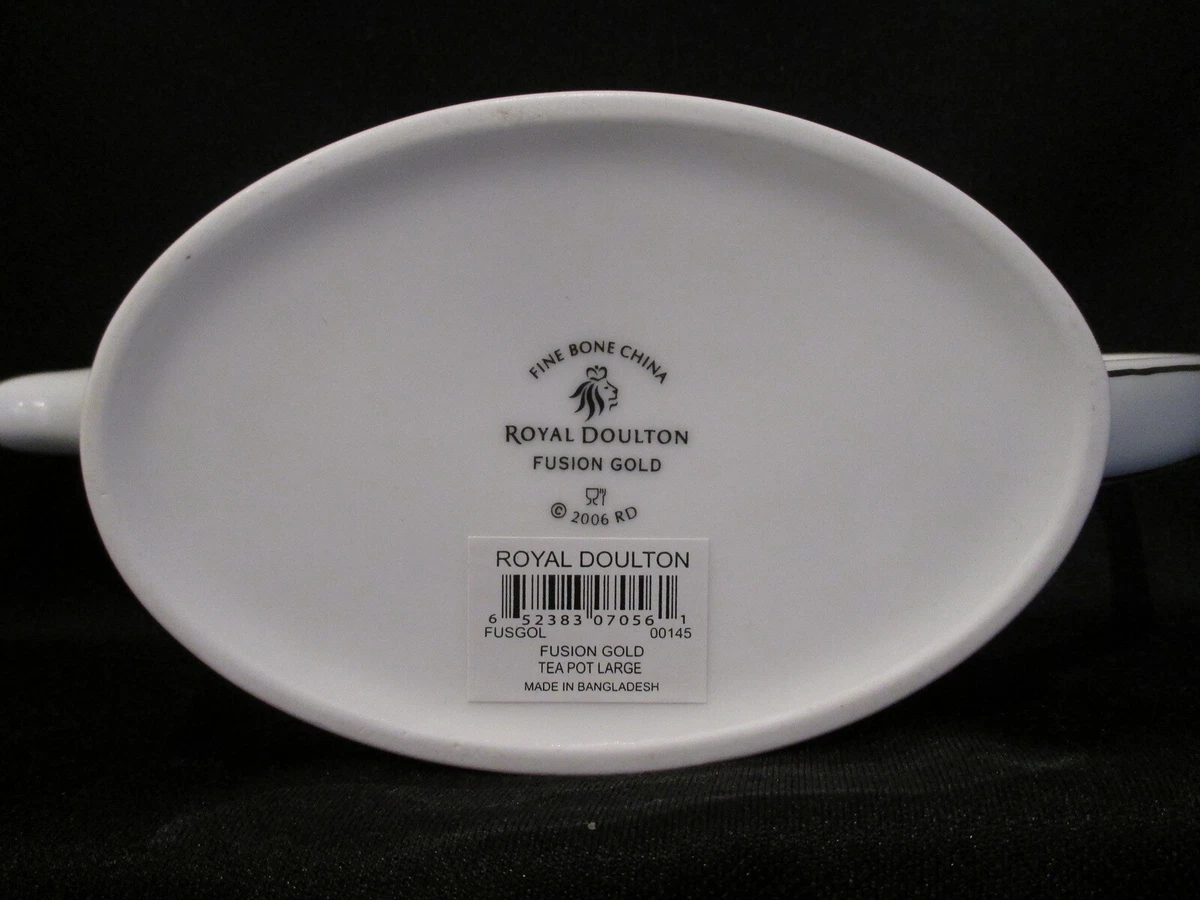 FINE BONE CHINA
ROYAL DOULTON
FUSION GOLD
© 2006 RD
ROYAL DOULTON
6 52383 07056 1
FUSGOL 00145
FUSION GOLD
TEA POT LARGE
MADE IN BANGLADESH